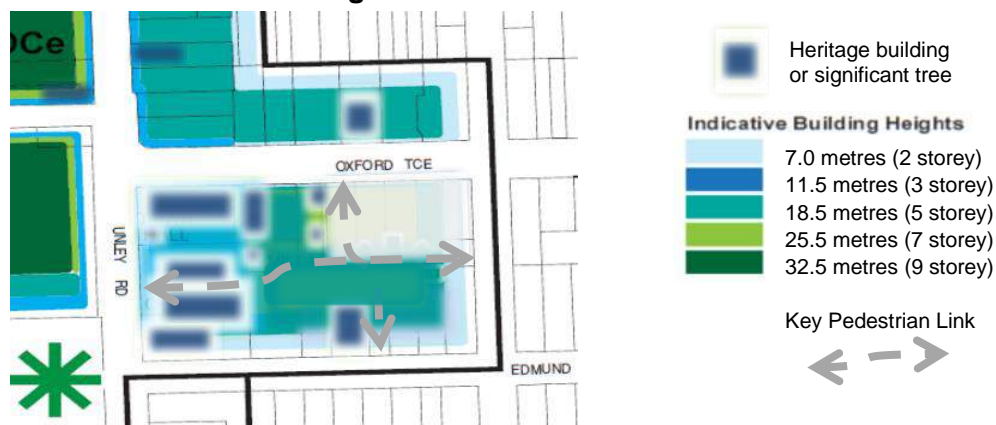 Ce
OXFORD TCE
UNLEY RD
EDMUND
Heritage building
or significant tree
Indicative Building Heights
7.0 metres (2 storey)
11.5 metres (3 storey)
18.5 metres (5 storey)
25.5 metres (7 storey)
32.5 metres (9 storey)
Key Pedestrian Link